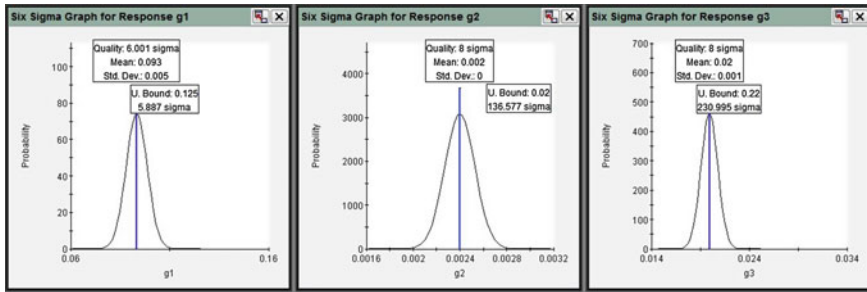 Six Sigma Graph for Response g1
Quality: 6.001 sigma
Mean: 0.093
Std. Dev.: 0.005
U. Bound: 0.125
5.887 sigma
100
80
60
40
20
0
Probability
0.06
0.16
g1
Six Sigma Graph for Response g2
Quality: 8 sigma
Mean: 0.002
Std. Dev.: 0
U. Bound: 0.02
136.577 sigma
4000
3000
2000
1000
0
Probability
0.0016
0.002
0.0024
0.0028
0.0032
g2
Six Sigma Graph for Response g3
Quality: 8 sigma
Mean: 0.02
Std. Dev.: 0.001
U. Bound: 0.22
230.995 sigma
700
600
500
400
300
200
100
0
Probability
0.014
0.024
0.034
g3